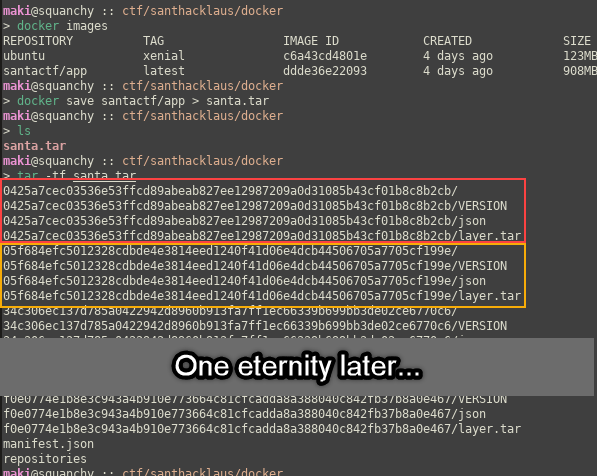 maki@squanchy :: ctf/santhacklaus/docker
> docker images
REPOSITORY TAG IMAGE ID CREATED SIZE
ubuntu xenial c6a43cd4801e 4 days ago 123MB
santactf/app latest ddde36e22093 4 days ago 908MB
maki@squanchy :: ctf/santhacklaus/docker
> docker save santactf/app > santa.tar
maki@squanchy :: ctf/santhacklaus/docker
> ls
santa.tar
maki@squanchy :: ctf/santhacklaus/docker
> tar -tf santa.tar
0425a7cec03536e53ffcd89abeab827ee12987209a0d31085b43cf01b8c8b2cb/
0425a7cec03536e53ffcd89abeab827ee12987209a0d31085b43cf01b8c8b2cb/VERSION
0425a7cec03536e53ffcd89abeab827ee12987209a0d31085b43cf01b8c8b2cb/json
0425a7cec03536e53ffcd89abeab827ee12987209a0d31085b43cf01b8c8b2cb/layer.tar
05f684efc5012328cdbde4e3814eed1240f41d06e4dcb44506705a7705cf199e/
05f684efc5012328cdbde4e3814eed1240f41d06e4dcb44506705a7705cf199e/VERSION
05f684efc5012328cdbde4e3814eed1240f41d06e4dcb44506705a7705cf199e/json
05f684efc5012328cdbde4e3814eed1240f41d06e4dcb44506705a7705cf199e/layer.tar
34c306ec137d785a0422942d8960b913fa7ff1ec66339b699bb3de02ce6770c6/
34c306ec137d785a0422942d8960b913fa7ff1ec66339b699bb3de02ce6770c6/VERSION
One eternity later...
f0e0774e1b8e3c943a4b910e773664c81cfcadda8a388040c842fb37b8a0e467/VERSION
f0e0774e1b8e3c943a4b910e773664c81cfcadda8a388040c842fb37b8a0e467/json
f0e0774e1b8e3c943a4b910e773664c81cfcadda8a388040c842fb37b8a0e467/layer.tar
manifest.json
repositories
maki@squanchy :: ctf/santhacklaus/docker